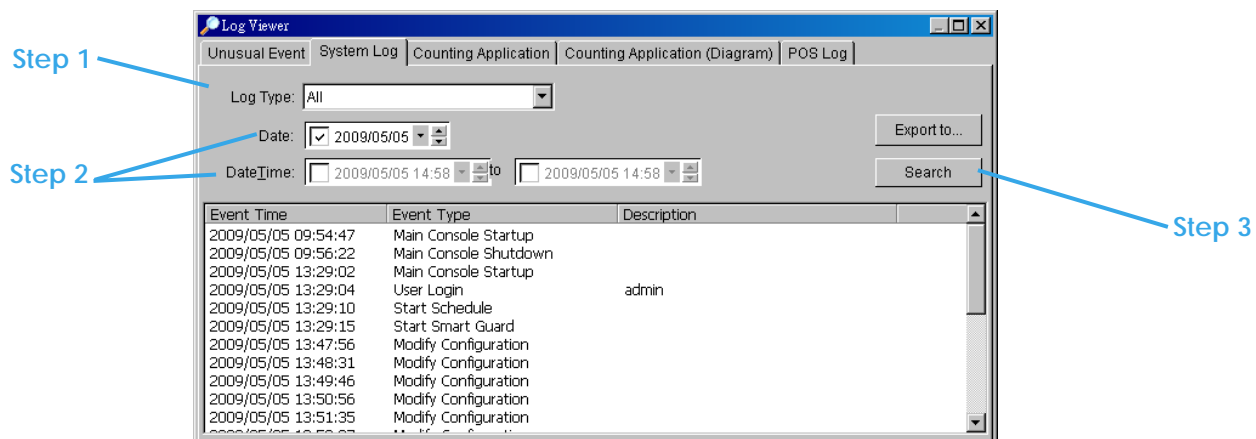 Log Viewer
Unusual Event System Log Counting Application Counting Application (Diagram) POS Log
Step 1
Log Type: All
Date: 2009/05/05
Export to...
Step 2
DateTime: 2009/05/05 14:58 to 2009/05/05 14:58
Search
Step 3
Event Time Event Type Description
2009/05/05 09:54:47 Main Console Startup
2009/05/05 09:56:22 Main Console Shutdown
2009/05/05 13:29:02 Main Console Startup
2009/05/05 13:29:04 User Login admin
2009/05/05 13:29:10 Start Schedule
2009/05/05 13:29:15 Start Smart Guard
2009/05/05 13:47:56 Modify Configuration
2009/05/05 13:48:31 Modify Configuration
2009/05/05 13:49:46 Modify Configuration
2009/05/05 13:50:56 Modify Configuration
2009/05/05 13:51:35 Modify Configuration